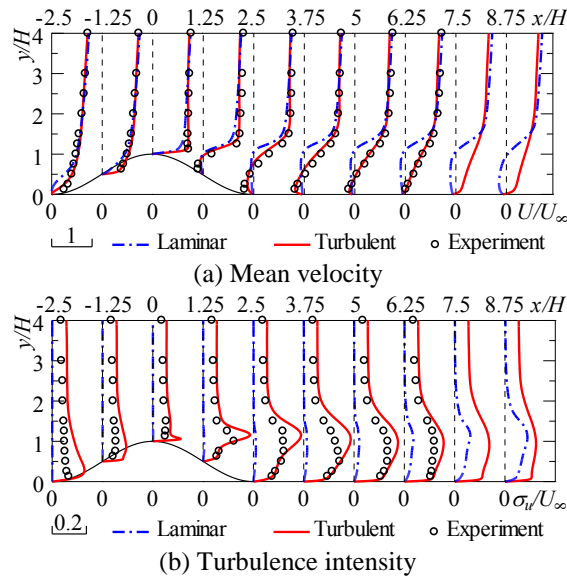 -2.5 -1.25 0 1.25 2.5 3.75 5 6.25 7.5 8.75 x/H
y/H
4
3
2
1
0
0 0 0 0 0 0 0 0 0 0 U/U∞
1 Laminar Turbulent Experiment
(a) Mean velocity
-2.5 -1.25 0 1.25 2.5 3.75 5 6.25 7.5 8.75 x/H
y/H
4
3
2
1
0
0 0 0 0 0 0 0 0 0 0 σu/U∞
0.2 Laminar Turbulent Experiment
(b) Turbulence intensity